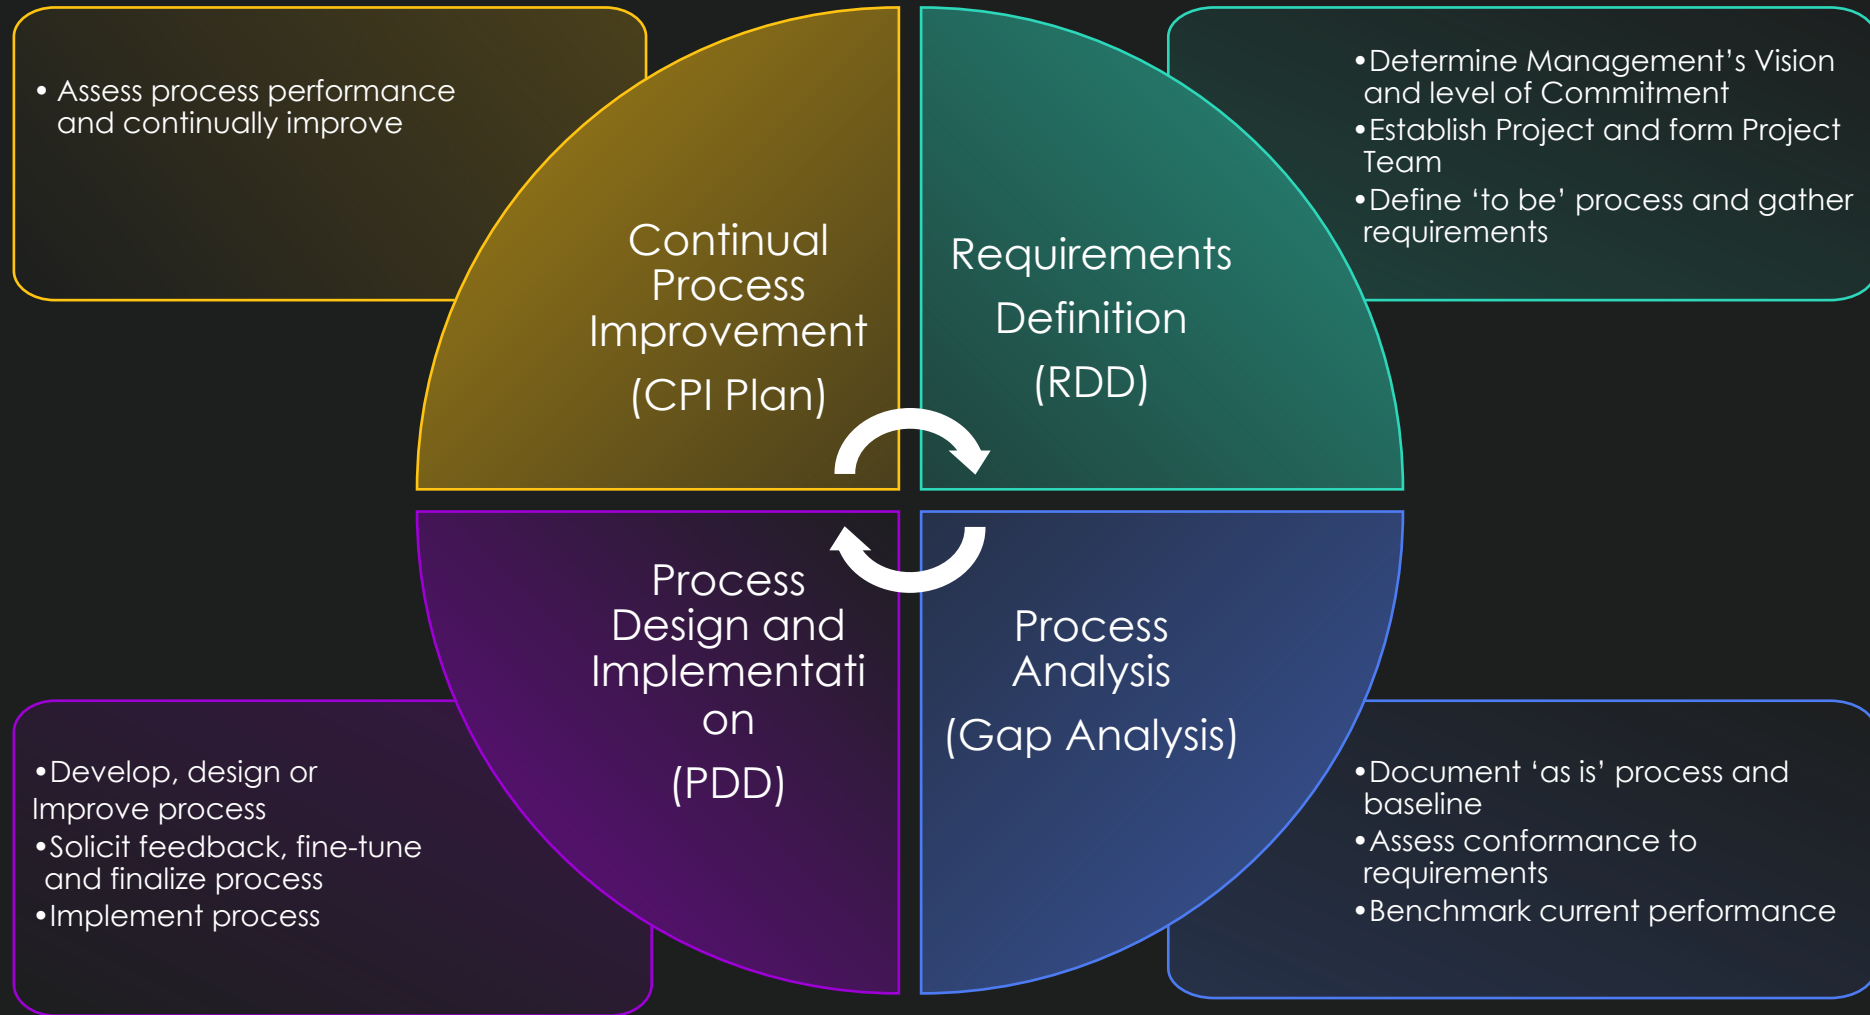 • Assess process performance
and continually improve
Continual
Process
Improvement
(CPI Plan)
Requirements
Definition
(RDD)
•Determine Management’s Vision
and level of Commitment
•Establish Project and form Project
Team
•Define ‘to be’ process and gather
requirements
•Develop, design or
Improve process
•Solicit feedback, fine-tune
and finalize process
•Implement process
Process
Design and
Implementati
on
(PDD)
Process
Analysis
(Gap Analysis)
•Document ‘as is’ process and
baseline
•Assess conformance to
requirements
•Benchmark current performance